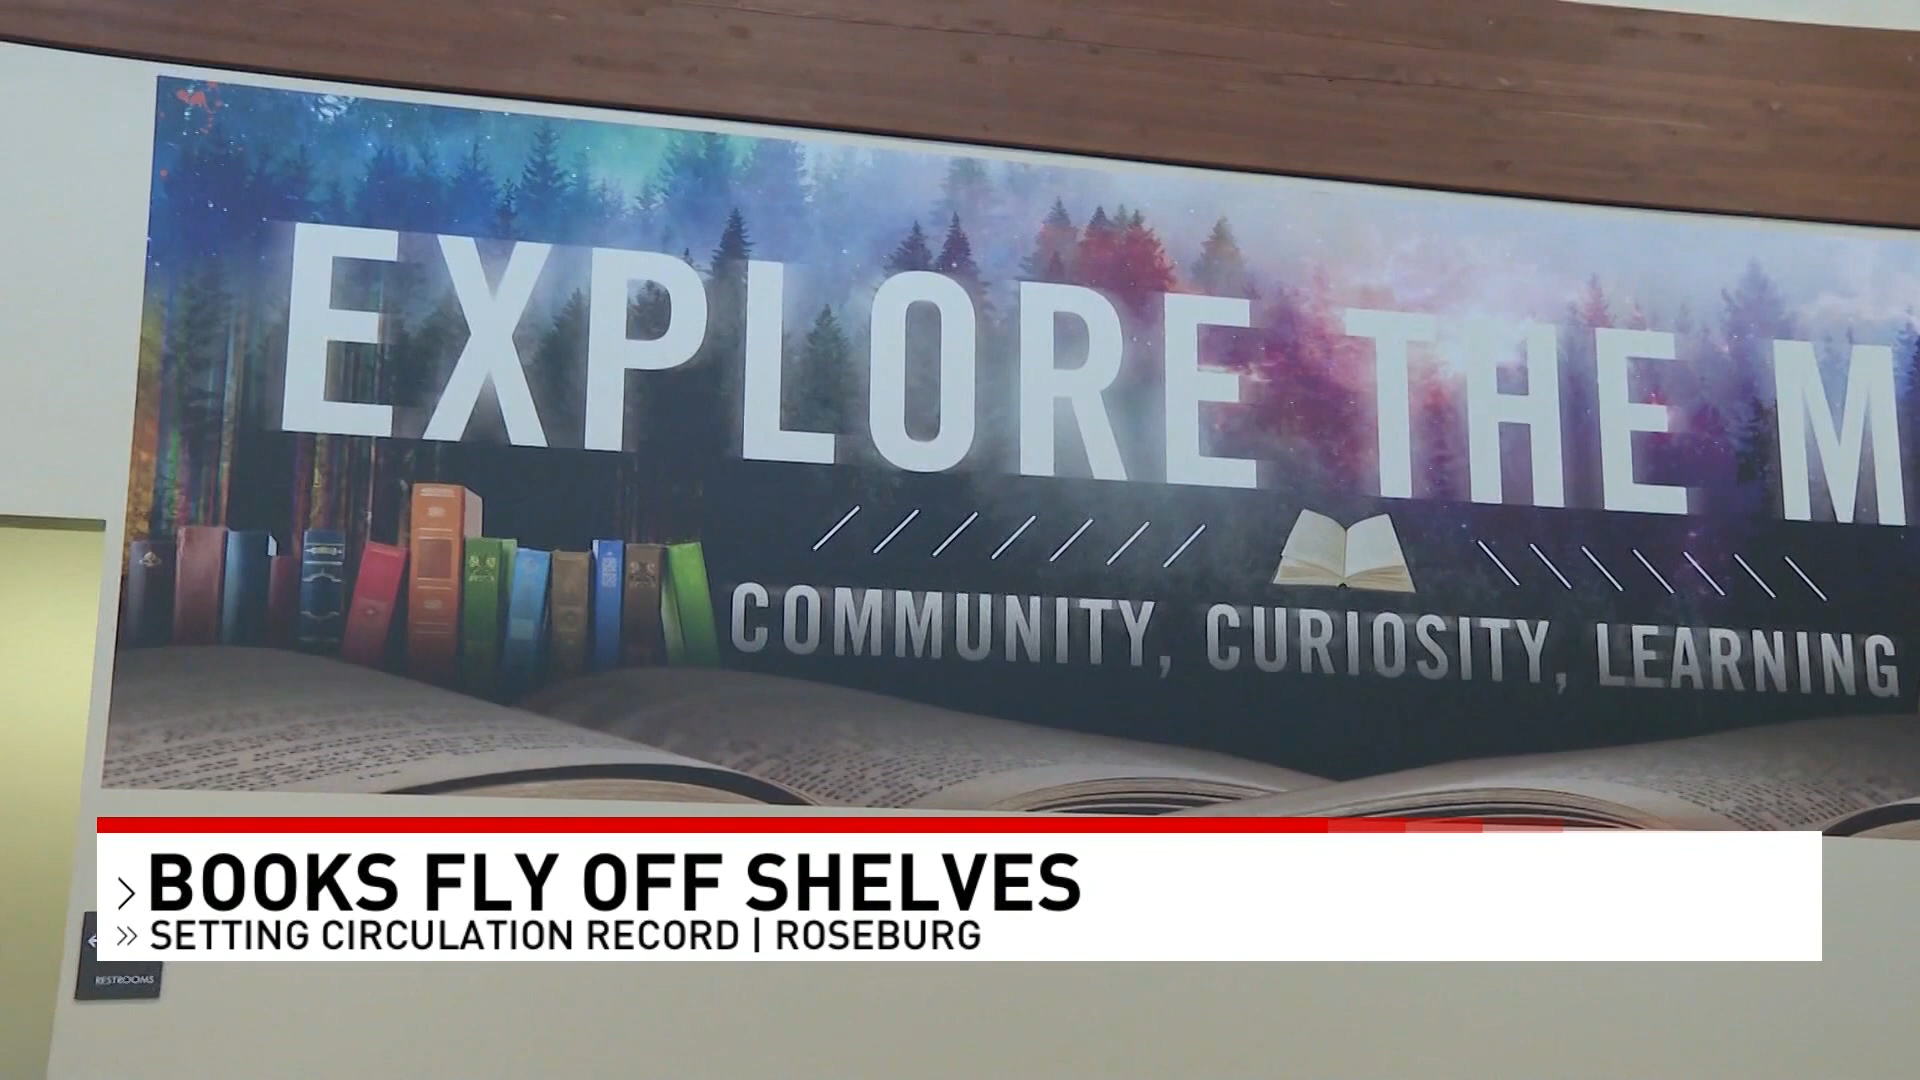 EXPLORE THE M
COMMUNITY, CURIOSITY, LEARNING
BOOKS FLY OFF SHELVES
SETTING CIRCULATION RECORD | ROSEBURG
RESTROOMS